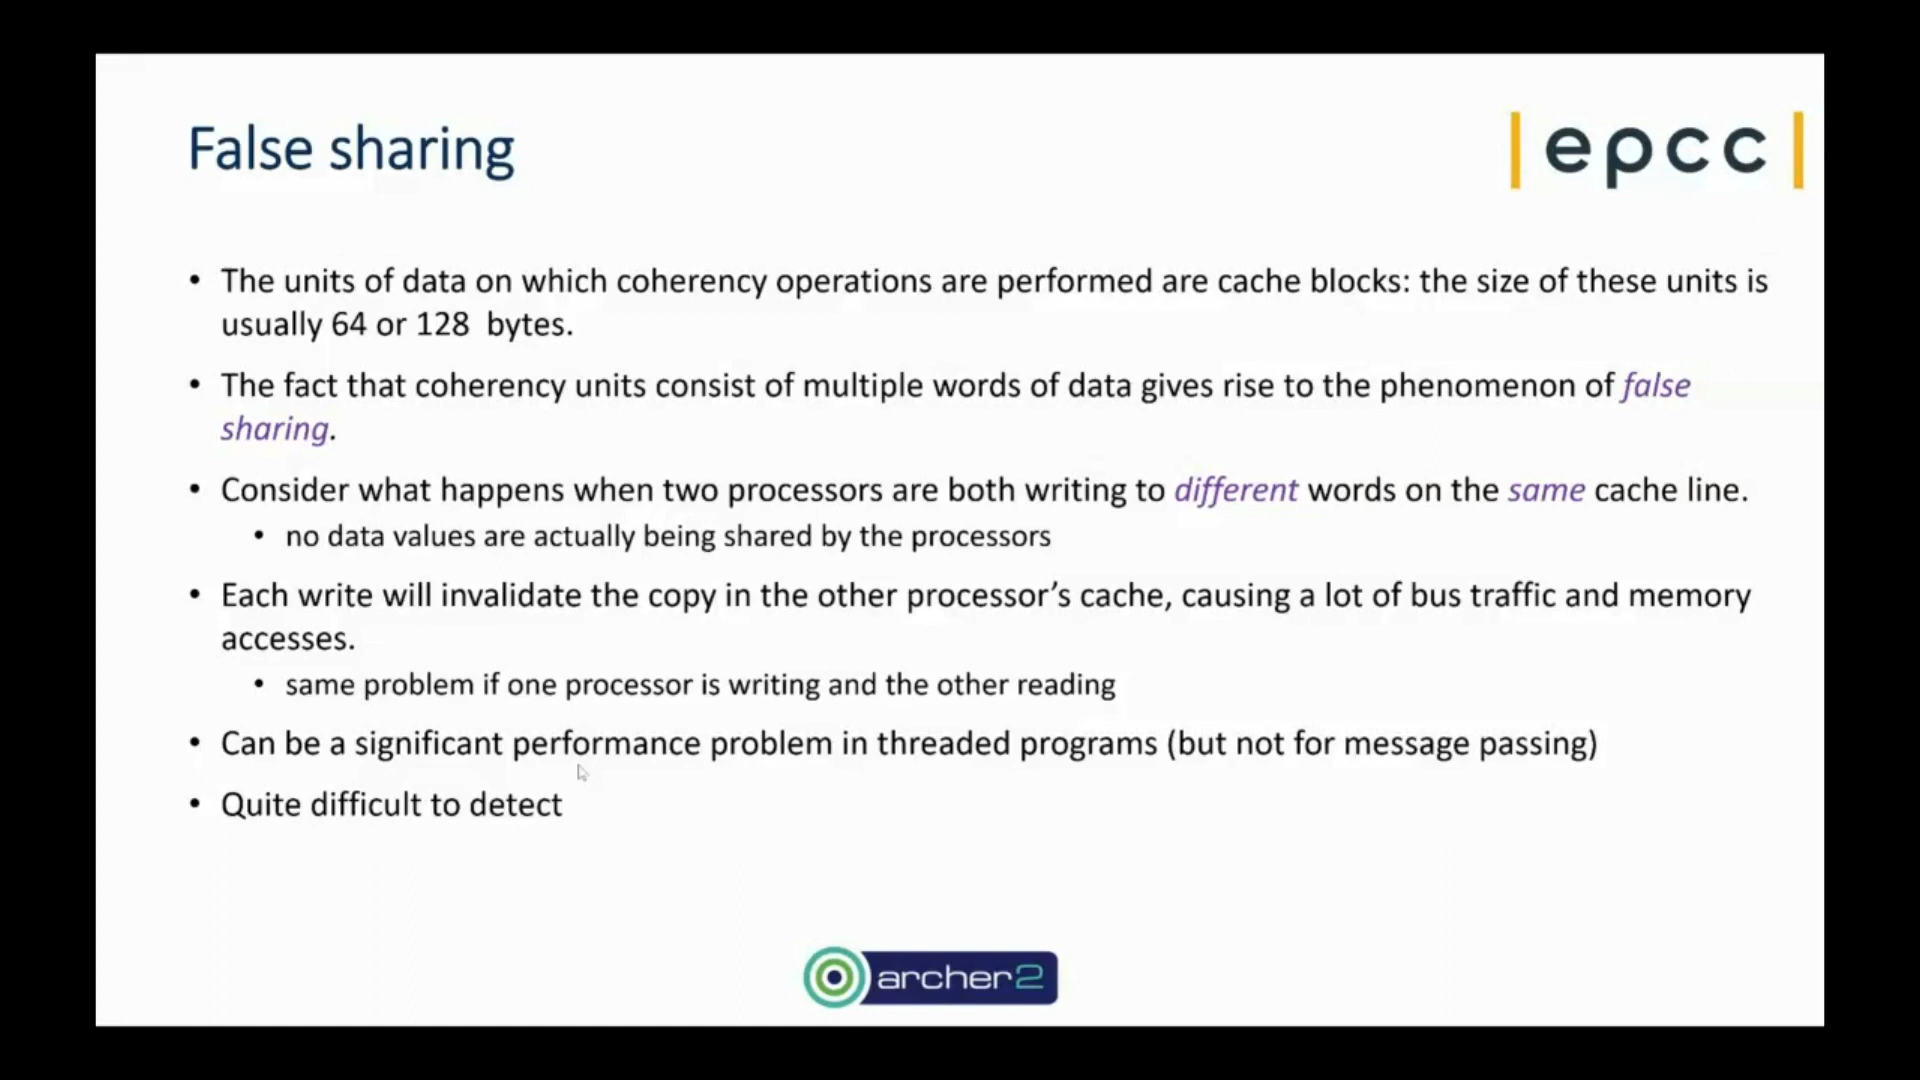 False sharing
|epcc|
• The units of data on which coherency operations are performed are cache blocks: the size of these units is
usually 64 or 128 bytes.
• The fact that coherency units consist of multiple words of data gives rise to the phenomenon of false
sharing.
• Consider what happens when two processors are both writing to different words on the same cache line.
• no data values are actually being shared by the processors
• Each write will invalidate the copy in the other processor’s cache, causing a lot of bus traffic and memory
accesses.
• same problem if one processor is writing and the other reading
• Can be a significant performance problem in threaded programs (but not for message passing)
• Quite difficult to detect
archer2